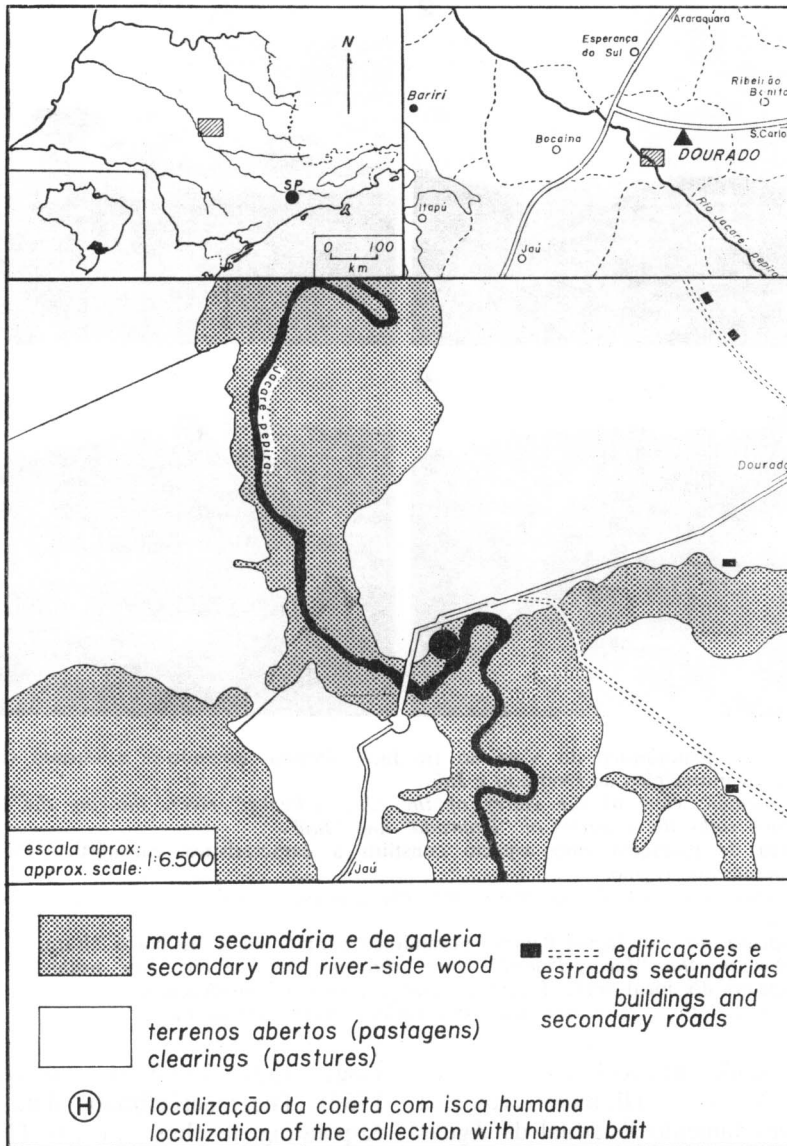 N
SP
0 100
km
Araraquara
Esperança
do Sul
Ribeirão
Bonito
Bariri
Bocaina
S.Carlo
DOURADO
Itapú
Jaú
Rio Jacaré-pepira
Jacaré-pepira
Dourado
Jaú
escala aprox:
approx. scale: 1:6.500
mata secundária e de galeria
secondary and river-side wood
edificações e
estradas secundárias
buildings and
secondary roads
terrenos abertos (pastagens)
clearings (pastures)
H localização da coleta com isca humana
localization of the collection with human bait